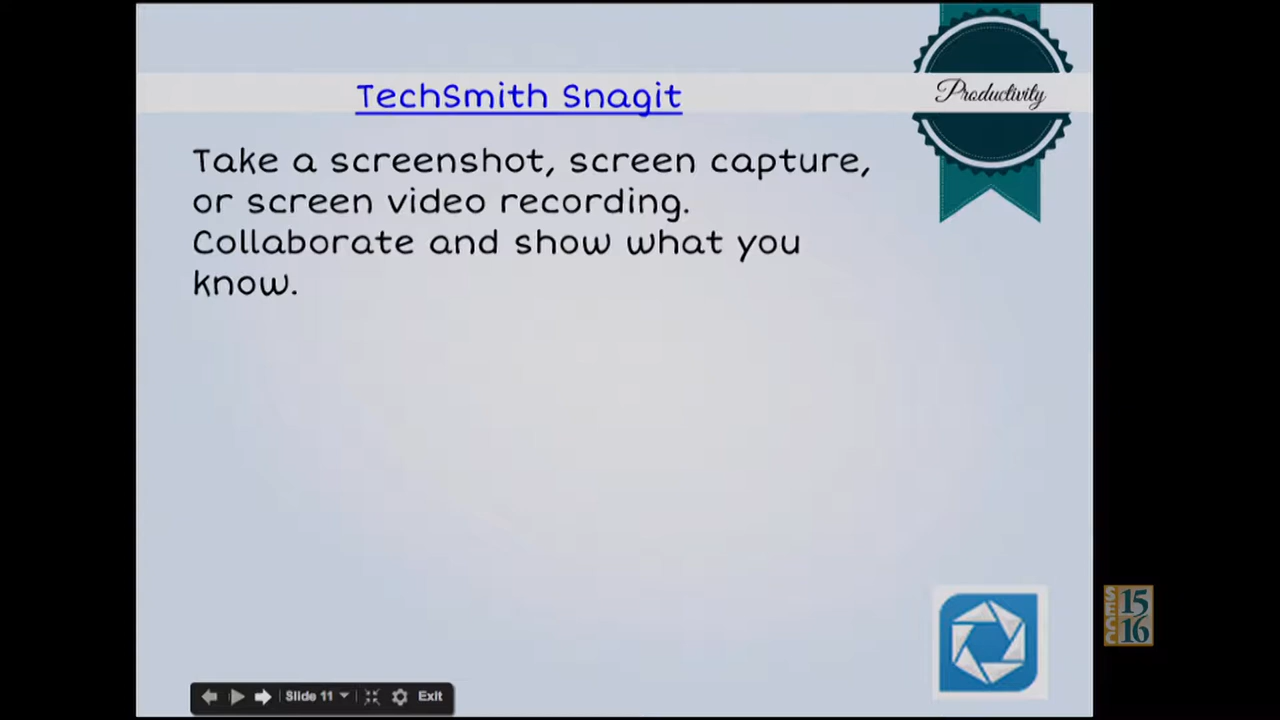 TechSmith Snagit
Productivity
Take a screenshot, screen capture,
or screen video recording.
Collaborate and show what you
know.
SECC
15
16
Slide 11
Exit